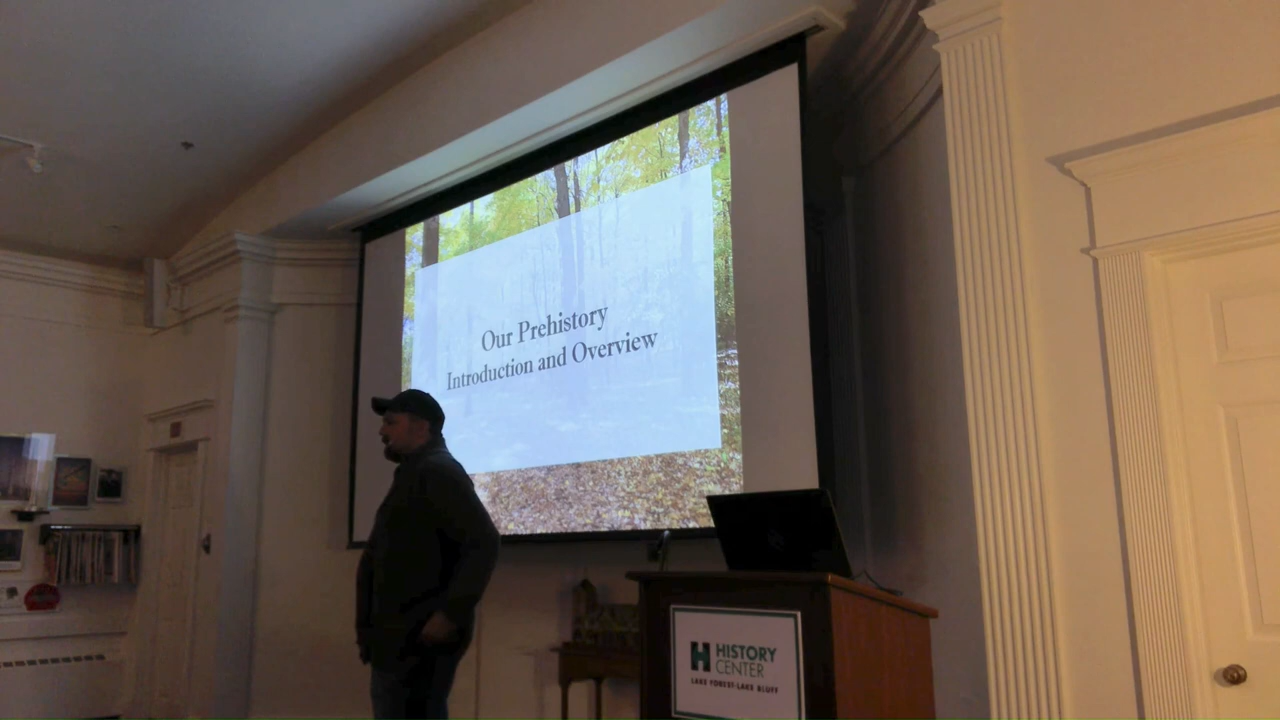 Our Prehistory
Introduction and Overview
H HISTORY
CENTER
LAKE FOREST-LAKE BLUFF